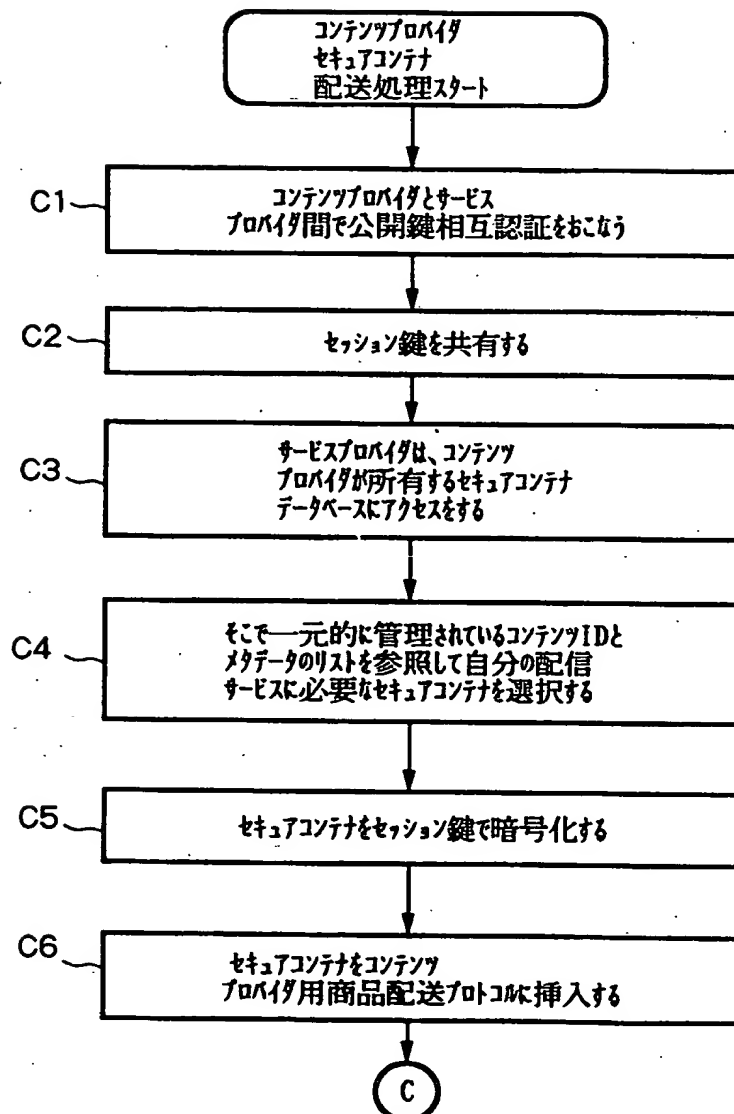 コンテンツプロバイダ
セキュアコンテナ
配送処理スタート
C1
コンテンツプロバイダとサービス
プロバイダ間で公開鍵相互認証をおこなう
C2
セッション鍵を共有する
C3
サービスプロバイダは、コンテンツ
プロバイダが所有するセキュアコンテナ
データベースにアクセスをする
C4
そこで一元的に管理されているコンテンツIDと
メタデータのリストを参照して自分の配信
サービスに必要なセキュアコンテナを選択する
C5
セキュアコンテナをセッション鍵で暗号化する
C6
セキュアコンテナをコンテンツ
プロバイダ用商品配送プロトコルに挿入する
C